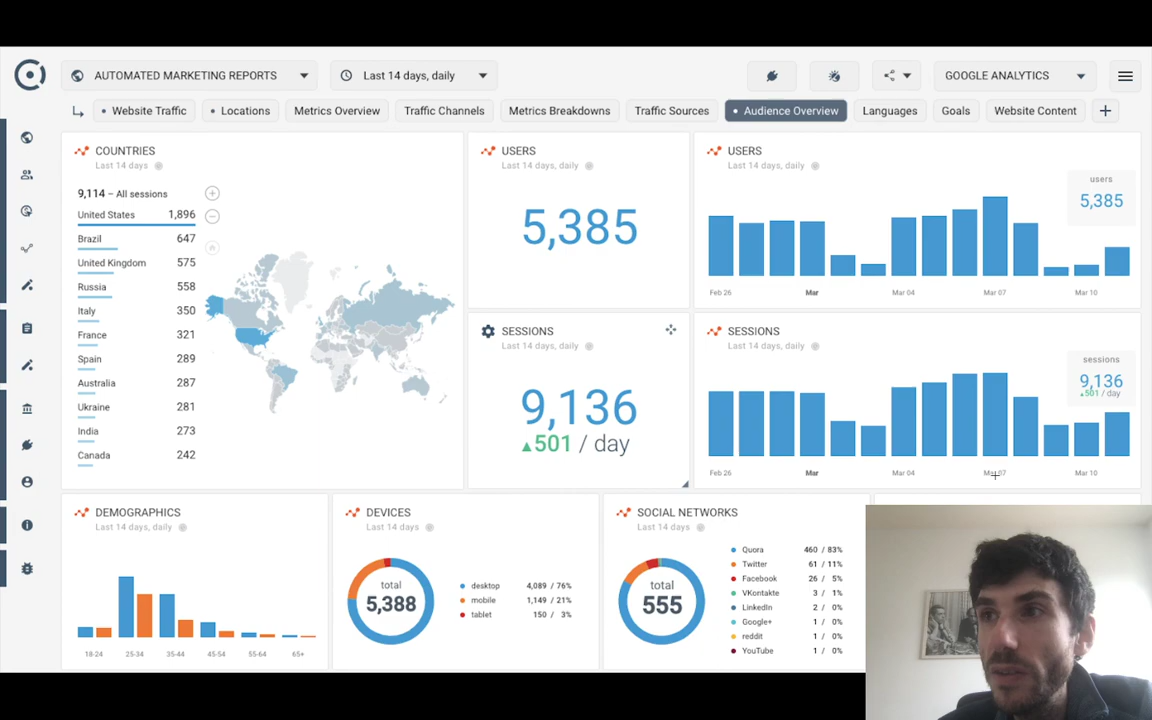 AUTOMATED MARKETING REPORTS
Last 14 days, daily
GOOGLE ANALYTICS
Website Traffic
Locations
Metrics Overview
Traffic Channels
Metrics Breakdowns
Traffic Sources
Audience Overview
Languages
Goals
Website Content
COUNTRIES
Last 14 days
9,114 – All sessions
United States 1,896
Brazil 647
United Kingdom 575
Russia 558
Italy 350
France 321
Spain 289
Australia 287
Ukraine 281
India 273
Canada 242
USERS
Last 14 days, daily
5,385
USERS
Last 14 days, daily
users
5,385
Feb 26 Mar Mar 04 Mar 07 Mar 10
SESSIONS
Last 14 days, daily
9,136
▲501 / day
SESSIONS
Last 14 days, daily
sessions
9,136
▲501 / day
Feb 26 Mar Mar 04 Mar 07 Mar 10
DEMOGRAPHICS
Last 14 days, daily
18-24 25-34 35-44 45-54 55-64 65+
DEVICES
Last 14 days
total
5,388
desktop 4,089 / 76%
mobile 1,149 / 21%
tablet 150 / 3%
SOCIAL NETWORKS
Last 14 days
total
555
Quora 460 / 83%
Twitter 61 / 11%
Facebook 26 / 5%
VKontakte 3 / 1%
LinkedIn 2 / 0%
Google+ 1 / 0%
reddit 1 / 0%
YouTube 1 / 0%